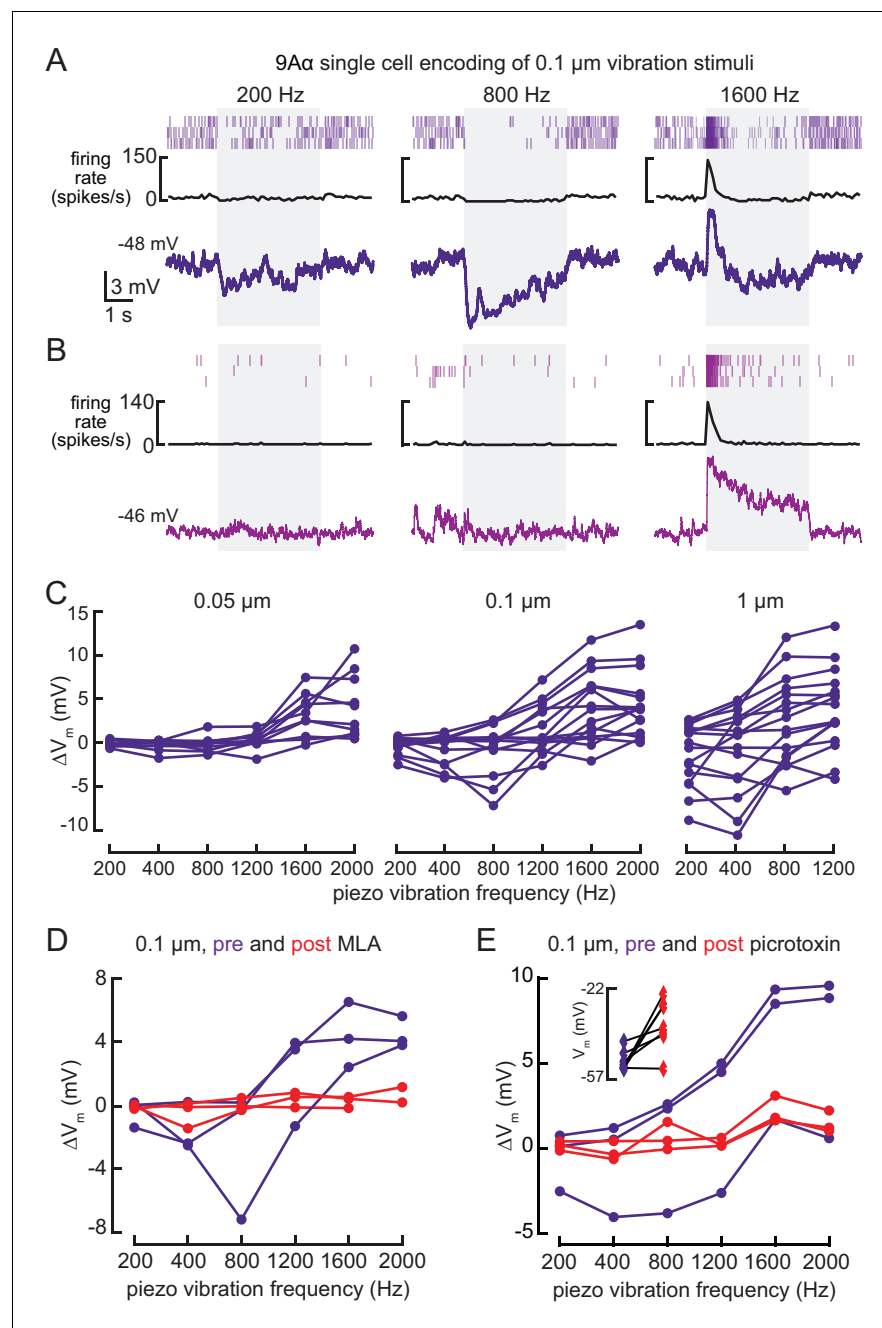 A
9Aα single cell encoding of 0.1 µm vibration stimuli
200 Hz
800 Hz
1600 Hz
firing
rate
(spikes/s)
150
0
-48 mV
3 mV
1 s
B
firing
rate
(spikes/s)
140
0
-46 mV
C
0.05 µm
0.1 µm
1 µm
ΔVm (mV)
15
10
5
0
-5
-10
200 400 800 1200 1600 2000
200 400 800 1200 1600 2000
200 400 800 1200
piezo vibration frequency (Hz)
D
0.1 µm, pre and post MLA
ΔVm (mV)
8
4
0
-4
-8
200 400 800 1200 1600 2000
piezo vibration frequency (Hz)
E
0.1 µm, pre and post picrotoxin
ΔVm (mV)
10
5
0
-5
Vm (mV)
-22
-57
200 400 800 1200 1600 2000
piezo vibration frequency (Hz)